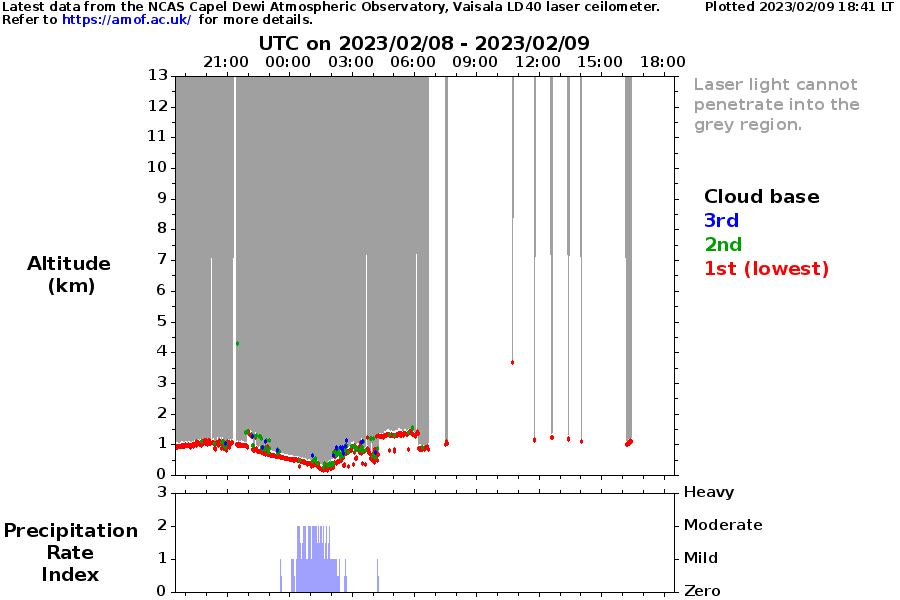 Latest data from the NCAS Capel Dewi Atmospheric Observatory, Vaisala LD40 laser ceilometer.
Plotted 2023/02/09 18:41 LT
Refer to https://amof.ac.uk/ for more details.
UTC on 2023/02/08 - 2023/02/09
21:00 00:00 03:00 06:00 09:00 12:00 15:00 18:00
13
12
11
10
9
8
7
6
5
4
3
2
1
0
Altitude
(km)
Laser light cannot
penetrate into the
grey region.
Cloud base
3rd
2nd
1st (lowest)
3
2
1
0
Precipitation
Rate
Index
Heavy
Moderate
Mild
Zero